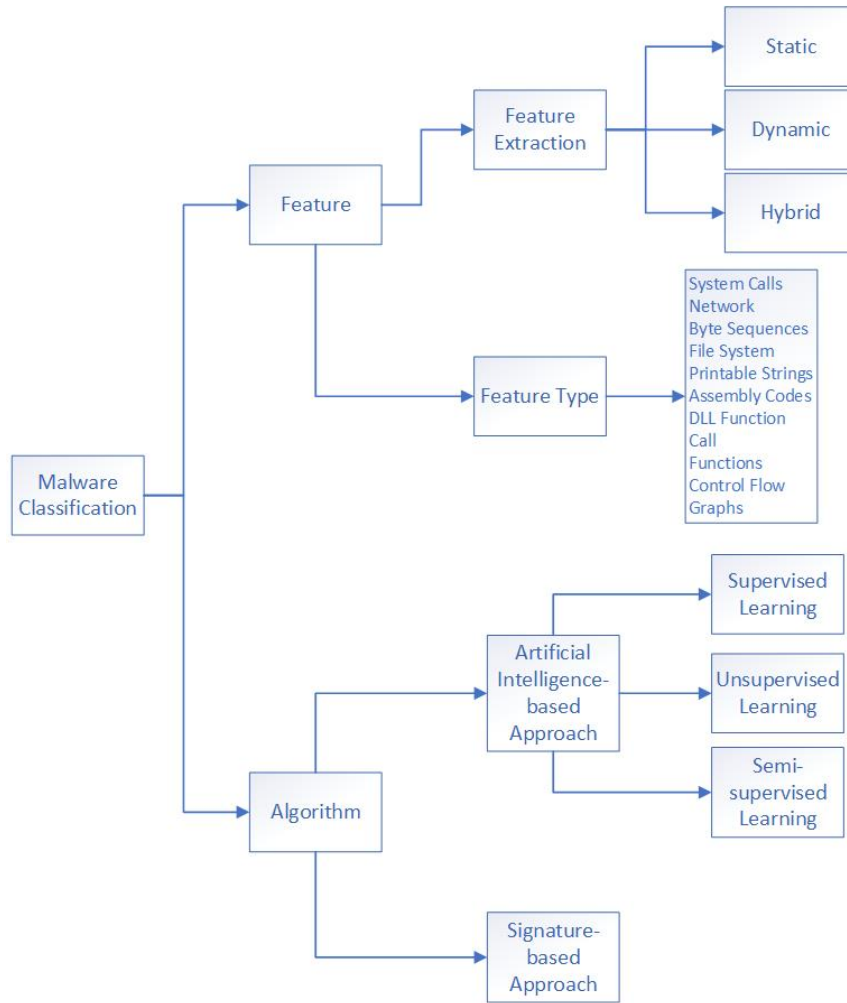 Static
Feature
Extraction
Dynamic
Feature
Hybrid
System Calls
Network
Byte Sequences
File System
Printable Strings
Assembly Codes
DLL Function
Call
Functions
Control Flow
Graphs
Feature Type
Malware
Classification
Supervised
Learning
Artificial
Intelligence-
based
Approach
Unsupervised
Learning
Semi-
supervised
Learning
Algorithm
Signature-
based
Approach